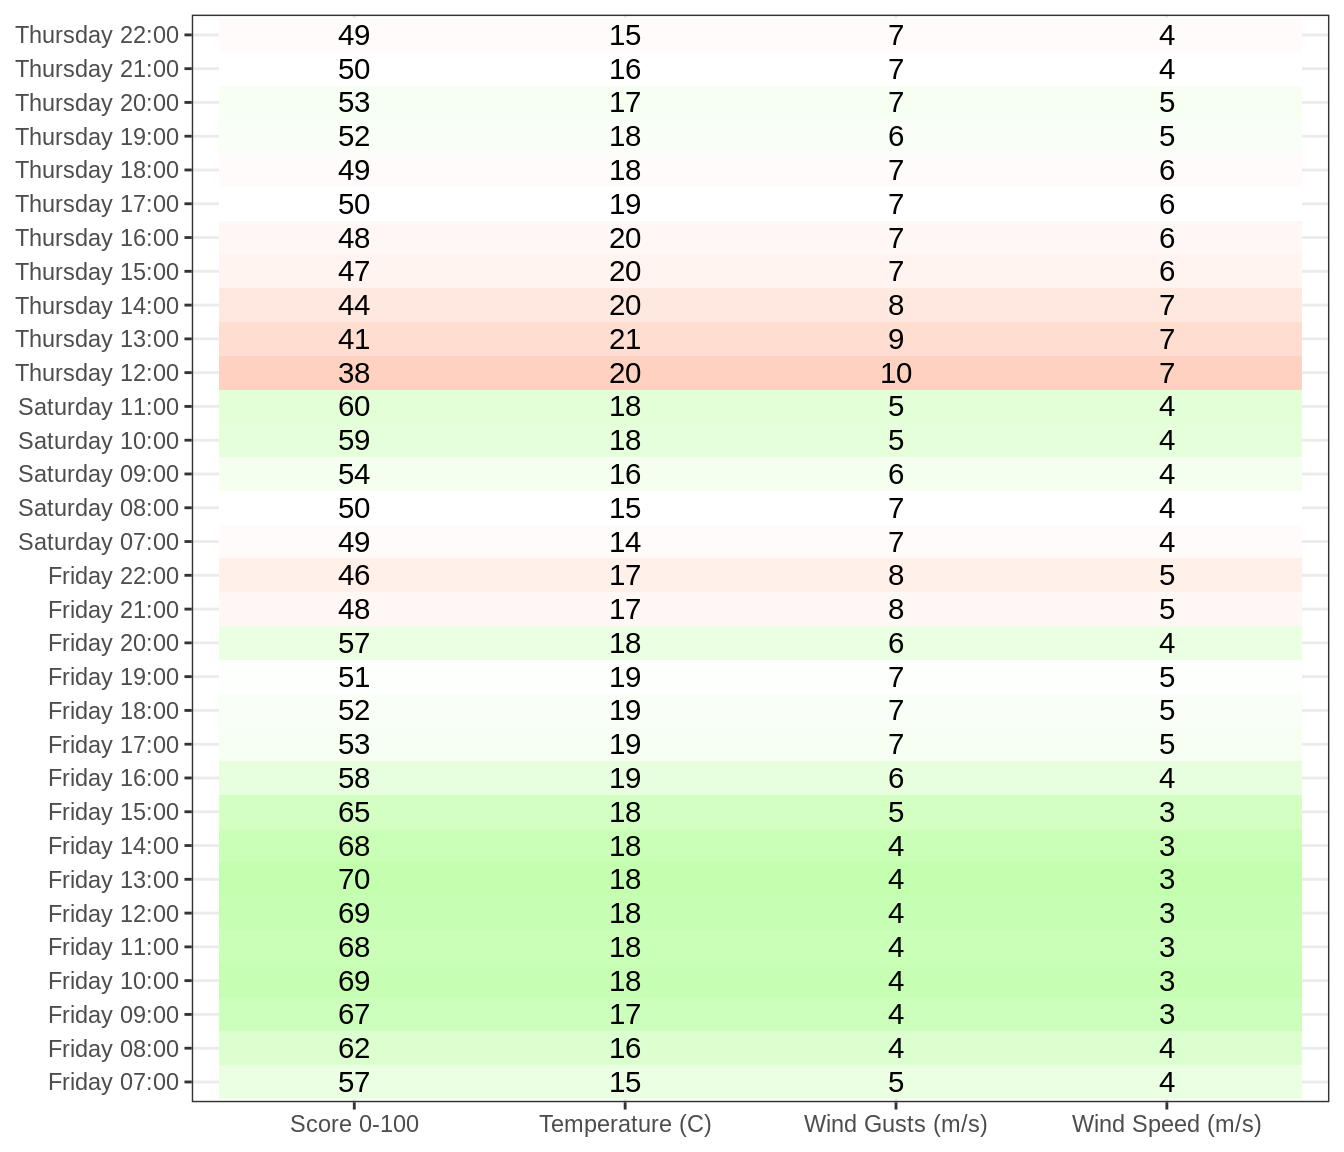 Thursday 22:00 49 15 7 4
Thursday 21:00 50 16 7 4
Thursday 20:00 53 17 7 5
Thursday 19:00 52 18 6 5
Thursday 18:00 49 18 7 6
Thursday 17:00 50 19 7 6
Thursday 16:00 48 20 7 6
Thursday 15:00 47 20 7 6
Thursday 14:00 44 20 8 7
Thursday 13:00 41 21 9 7
Thursday 12:00 38 20 10 7
Saturday 11:00 60 18 5 4
Saturday 10:00 59 18 5 4
Saturday 09:00 54 16 6 4
Saturday 08:00 50 15 7 4
Saturday 07:00 49 14 7 4
Friday 22:00 46 17 8 5
Friday 21:00 48 17 8 5
Friday 20:00 57 18 6 4
Friday 19:00 51 19 7 5
Friday 18:00 52 19 7 5
Friday 17:00 53 19 7 5
Friday 16:00 58 19 6 4
Friday 15:00 65 18 5 3
Friday 14:00 68 18 4 3
Friday 13:00 70 18 4 3
Friday 12:00 69 18 4 3
Friday 11:00 68 18 4 3
Friday 10:00 69 18 4 3
Friday 09:00 67 17 4 3
Friday 08:00 62 16 4 4
Friday 07:00 57 15 5 4
Score 0-100 Temperature (C) Wind Gusts (m/s) Wind Speed (m/s)